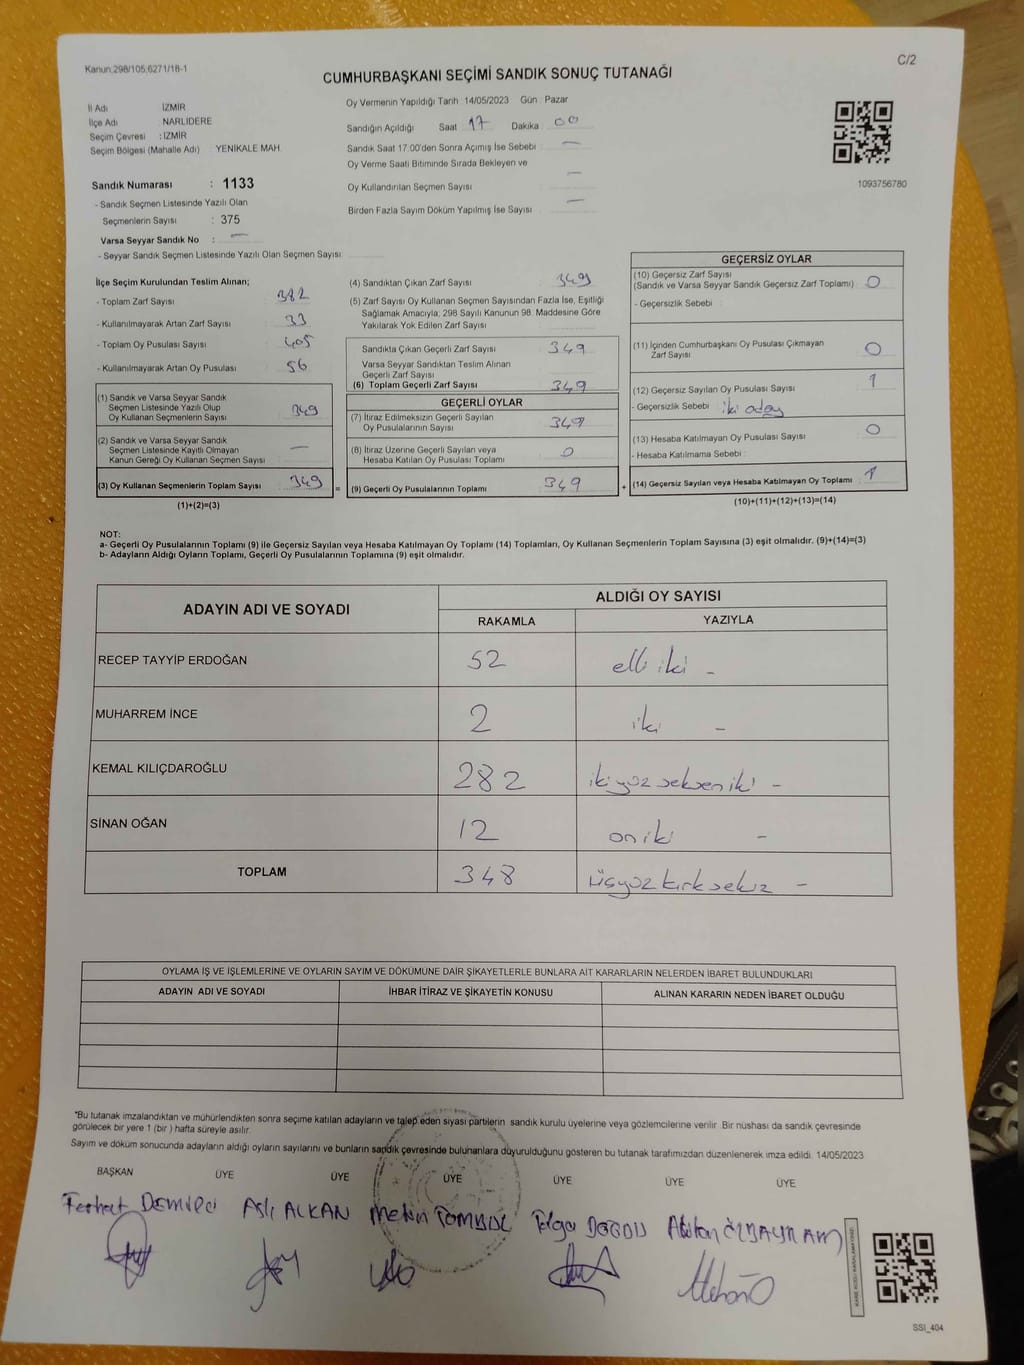 Kanun:298/105;6271/18-1
C/2
CUMHURBAŞKANI SEÇİMİ SANDIK SONUÇ TUTANAĞI
İl Adı İZMİR
İlçe Adı NARLIDERE
Seçim Çevresi : İZMİR
Seçim Bölgesi (Mahalle Adı) YENİKALE MAH.
Oy Vermenin Yapıldığı Tarih 14/05/2023 Gün : Pazar
Sandığın Açıldığı Saat 17 Dakika 00
Sandık Saat 17:00'den Sonra Açımış İse Sebebi —
Oy Verme Saati Bitiminde Sırada Bekleyen ve
Oy Kullandırılan Seçmen Sayısı —
Birden Fazla Sayım Döküm Yapılmış İse Sayısı —
1093756780
Sandık Numarası : 1133
- Sandık Seçmen Listesinde Yazılı Olan
Seçmenlerin Sayısı : 375
Varsa Seyyar Sandık No : —
- Seyyar Sandık Seçmen Listesinde Yazılı Olan Seçmen Sayısı
İlçe Seçim Kurulundan Teslim Alınan;
- Toplam Zarf Sayısı 382
- Kullanılmayarak Artan Zarf Sayısı 33
- Toplam Oy Pusulası Sayısı 405
- Kullanılmayarak Artan Oy Pusulası 56
(1) Sandık ve Varsa Seyyar Sandık
Seçmen Listesinde Yazılı Olup
Oy Kullanan Seçmenlerin Sayısı 349
(2) Sandık ve Varsa Seyyar Sandık
Seçmen Listesinde Kayıtlı Olmayan
Kanun Gereği Oy Kullanan Seçmen Sayısı —
(3) Oy Kullanan Seçmenlerin Toplam Sayısı 349
(1)+(2)=(3)
=
(4) Sandıktan Çıkan Zarf Sayısı 349
(5) Zarf Sayısı Oy Kullanan Seçmen Sayısından Fazla İse, Eşitliği
Sağlamak Amacıyla; 298 Sayılı Kanunun 98. Maddesine Göre
Yakılarak Yok Edilen Zarf Sayısı
Sandıkta Çıkan Geçerli Zarf Sayısı 349
Varsa Seyyar Sandıktan Teslim Alınan
Geçerli Zarf Sayısı
(6) Toplam Geçerli Zarf Sayısı 349
GEÇERLİ OYLAR
(7) İtiraz Edilmeksizin Geçerli Sayılan
Oy Pusulalarının Sayısı 349
(8) İtiraz Üzerine Geçerli Sayılan veya
Hesaba Katılan Oy Pusulası Toplamı 0
(9) Geçerli Oy Pusulalarının Toplamı 349
+
GEÇERSİZ OYLAR
(10) Geçersiz Zarf Sayısı
(Sandık ve Varsa Seyyar Sandık Geçersiz Zarf Toplamı) 0
- Geçersizlik Sebebi
(11) İçinden Cumhurbaşkanı Oy Pusulası Çıkmayan
Zarf Sayısı 0
(12) Geçersiz Sayılan Oy Pusulası Sayısı 1
- Geçersizlik Sebebi : iki aday
(13) Hesaba Katılmayan Oy Pusulası Sayısı 0
- Hesaba Katılmama Sebebi
(14) Geçersiz Sayılan veya Hesaba Katılmayan Oy Toplamı 1
(10)+(11)+(12)+(13)=(14)
NOT:
a- Geçerli Oy Pusulalarının Toplamı (9) ile Geçersiz Sayılan veya Hesaba Katılmayan Oy Toplamı (14) Toplamları, Oy Kullanan Seçmenlerin Toplam Sayısına (3) eşit olmalıdır. (9)+(14)=(3)
b- Adayların Aldığı Oyların Toplamı, Geçerli Oy Pusulalarının Toplamına (9) eşit olmalıdır.
ADAYIN ADI VE SOYADI ALDIĞI OY SAYISI
RAKAMLA YAZIYLA
RECEP TAYYİP ERDOĞAN 52 elli iki -
MUHARREM İNCE 2 iki -
KEMAL KILIÇDAROĞLU 282 ikiyüz seksen iki -
SİNAN OĞAN 12 on iki -
TOPLAM 348 üçyüz kırk sekiz -
OYLAMA İŞ VE İŞLEMLERİNE VE OYLARIN SAYIM VE DÖKÜMÜNE DAİR ŞİKAYETLERLE BUNLARA AİT KARARLARIN NELERDEN İBARET BULUNDUKLARI
ADAYIN ADI VE SOYADI İHBAR İTİRAZ VE ŞİKAYETİN KONUSU ALINAN KARARIN NEDEN İBARET OLDUĞU
*Bu tutanak imzalandıktan ve mühürlendikten sonra seçime katılan adayların ve talep eden siyasi partilerin sandık kurulu üyelerine veya gözlemcilerine verilir. Bir nüshası da sandık çevresinde
görülecek bir yere 1 (bir) hafta süreyle asılır.
Sayım ve döküm sonucunda adayların aldığı oyların sayılarını ve bunların sandık çevresinde bulunanlara duyurulduğunu gösteren bu tutanak tarafımızdan düzenlenerek imza edildi. 14/05/2023
BAŞKAN ÜYE ÜYE ÜYE ÜYE ÜYE ÜYE
Ferhat DEMİRCİ Aslı ALKAN Metin TOMBUL Tolga DOĞDU ÖZBAYRAM
SSI_404